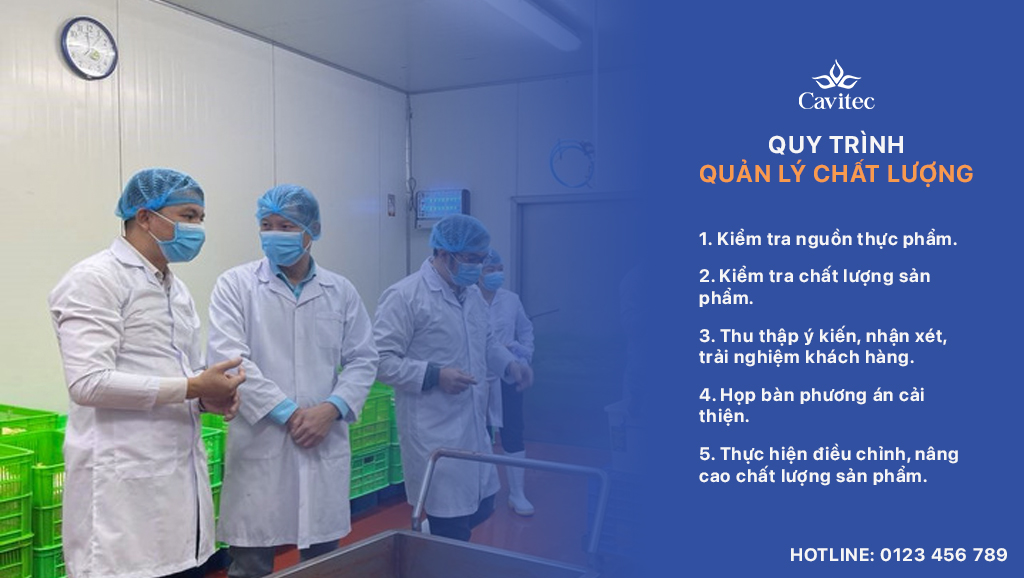 Cavitec
QUY TRÌNH
QUẢN LÝ CHẤT LƯỢNG
1. Kiểm tra nguồn thực phẩm.
2. Kiểm tra chất lượng sản
phẩm.
3. Thu thập ý kiến, nhận xét,
trải nghiệm khách hàng.
4. Họp bàn phương án cải
thiện.
5. Thực hiện điều chỉnh, nâng
cao chất lượng sản phẩm.
HOTLINE: 0123 456 789